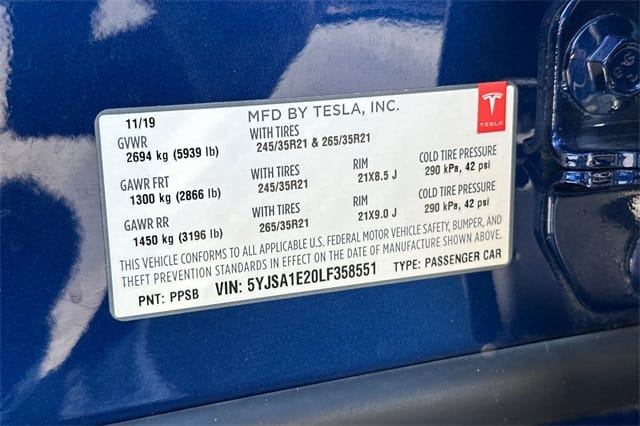 11/19 MFD BY TESLA, INC. TESLA
GVWR WITH TIRES
2694 kg (5939 lb) 245/35R21 & 265/35R21
GAWR FRT WITH TIRES RIM COLD TIRE PRESSURE
1300 kg (2866 lb) 245/35R21 21X8.5 J 290 kPa, 42 psi
GAWR RR WITH TIRES RIM COLD TIRE PRESSURE
1450 kg (3196 lb) 265/35R21 21X9.0 J 290 kPa, 42 psi
THIS VEHICLE CONFORMS TO ALL APPLICABLE U.S. FEDERAL MOTOR VEHICLE SAFETY, BUMPER, AND
THEFT PREVENTION STANDARDS IN EFFECT ON THE DATE OF MANUFACTURE SHOWN ABOVE.
PNT: PPSB VIN: 5YJSA1E20LF358551 TYPE: PASSENGER CAR